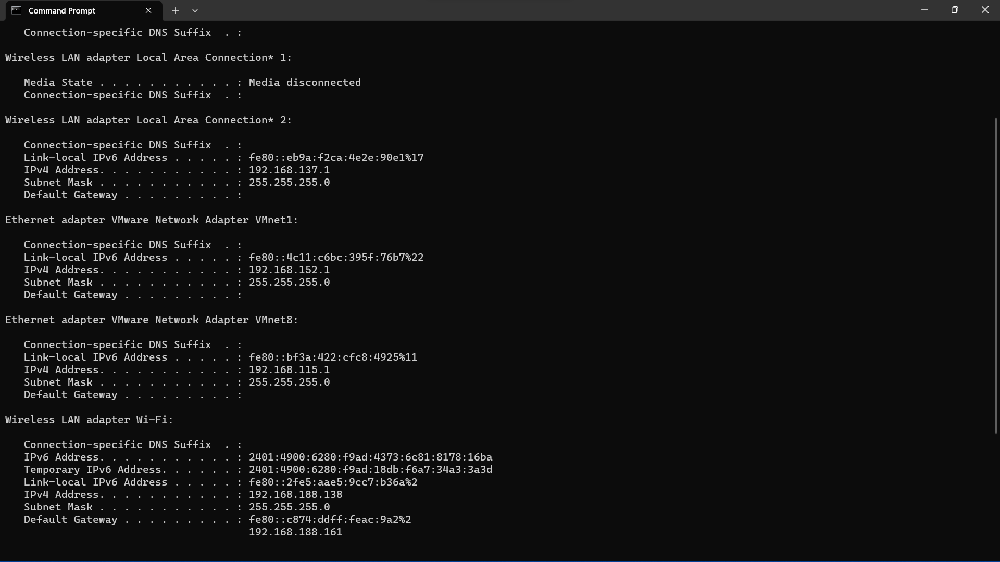 Command Prompt
Connection-specific DNS Suffix  . :
Wireless LAN adapter Local Area Connection* 1:
Media State . . . . . . . . . . . : Media disconnected
Connection-specific DNS Suffix  . :
Wireless LAN adapter Local Area Connection* 2:
Connection-specific DNS Suffix  . :
Link-local IPv6 Address . . . . . : fe80::eb9a:f2ca:4e2e:90e1%17
IPv4 Address. . . . . . . . . . . : 192.168.137.1
Subnet Mask . . . . . . . . . . . : 255.255.255.0
Default Gateway . . . . . . . . . :
Ethernet adapter VMware Network Adapter VMnet1:
Connection-specific DNS Suffix  . :
Link-local IPv6 Address . . . . . : fe80::4c11:c6bc:395f:76b7%22
IPv4 Address. . . . . . . . . . . : 192.168.152.1
Subnet Mask . . . . . . . . . . . : 255.255.255.0
Default Gateway . . . . . . . . . :
Ethernet adapter VMware Network Adapter VMnet8:
Connection-specific DNS Suffix  . :
Link-local IPv6 Address . . . . . : fe80::bf3a:422:cfc8:4925%11
IPv4 Address. . . . . . . . . . . : 192.168.115.1
Subnet Mask . . . . . . . . . . . : 255.255.255.0
Default Gateway . . . . . . . . . :
Wireless LAN adapter Wi-Fi:
Connection-specific DNS Suffix  . :
IPv6 Address. . . . . . . . . . . : 2401:4900:6280:f9ad:4373:6c81:8178:16ba
Temporary IPv6 Address. . . . . . : 2401:4900:6280:f9ad:18db:f6a7:34a3:3a3d
Link-local IPv6 Address . . . . . : fe80::2fe5:aae5:9cc7:b36a%2
IPv4 Address. . . . . . . . . . . : 192.168.188.138
Subnet Mask . . . . . . . . . . . : 255.255.255.0
Default Gateway . . . . . . . . . : fe80::c874:ddff:feac:9a2%2
192.168.188.161